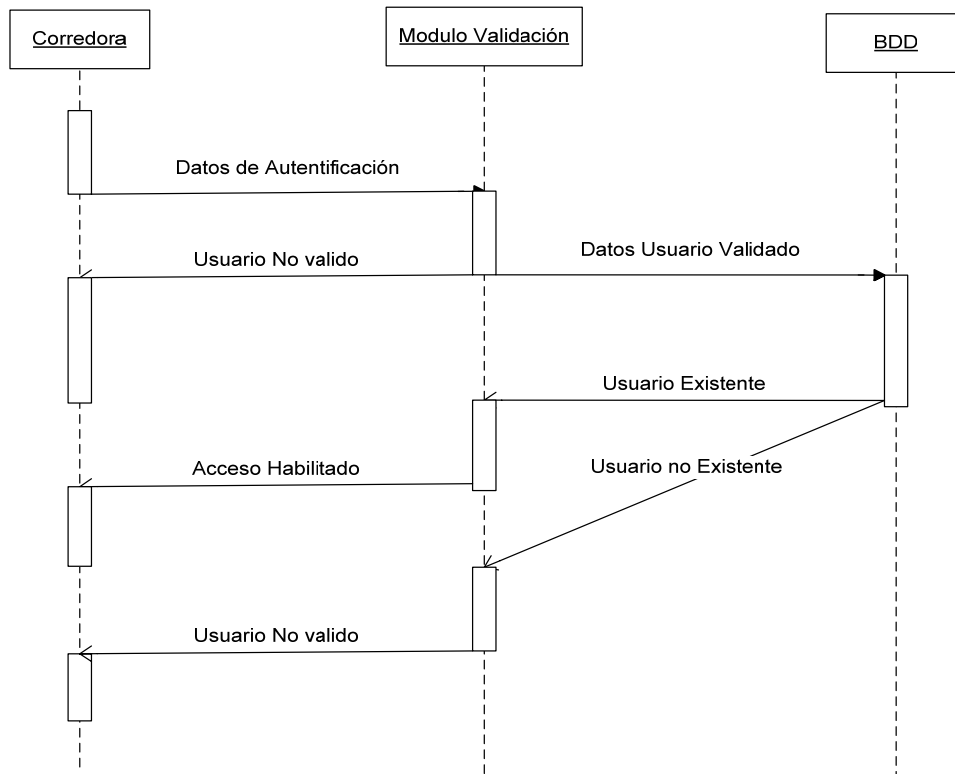 Corredora
Modulo Validación
BDD
Datos de Autentificación
Usuario No valido
Datos Usuario Validado
Usuario Existente
Usuario no Existente
Acceso Habilitado
Usuario No valido